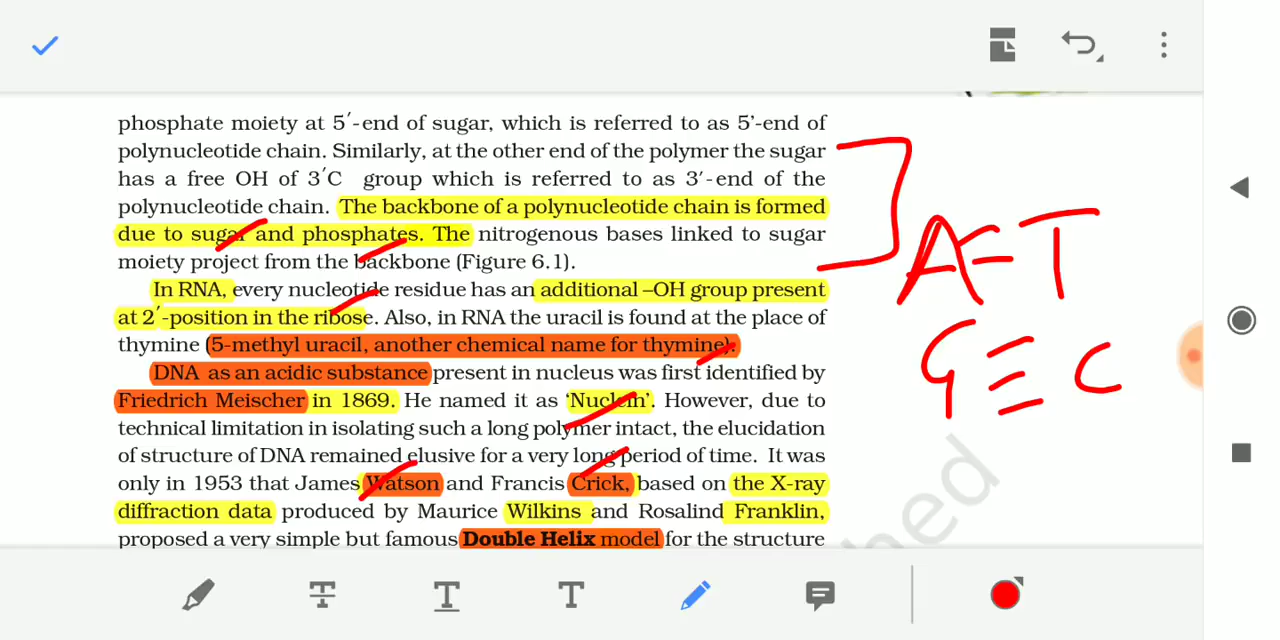 phosphate moiety at 5′-end of sugar, which is referred to as 5’-end of
polynucleotide chain. Similarly, at the other end of the polymer the sugar
has a free OH of 3′C group which is referred to as 3′-end of the
polynucleotide chain. The backbone of a polynucleotide chain is formed
due to sugar and phosphates. The nitrogenous bases linked to sugar
moiety project from the backbone (Figure 6.1).
In RNA, every nucleotide residue has an additional –OH group present
at 2′-position in the ribose. Also, in RNA the uracil is found at the place of
thymine (5-methyl uracil, another chemical name for thymine).
DNA as an acidic substance present in nucleus was first identified by
Friedrich Meischer in 1869. He named it as ‘Nuclein’. However, due to
technical limitation in isolating such a long polymer intact, the elucidation
of structure of DNA remained elusive for a very long period of time. It was
only in 1953 that James Watson and Francis Crick, based on the X-ray
diffraction data produced by Maurice Wilkins and Rosalind Franklin,
proposed a very simple but famous Double Helix model for the structure
A=T
G≡C
T
T
T